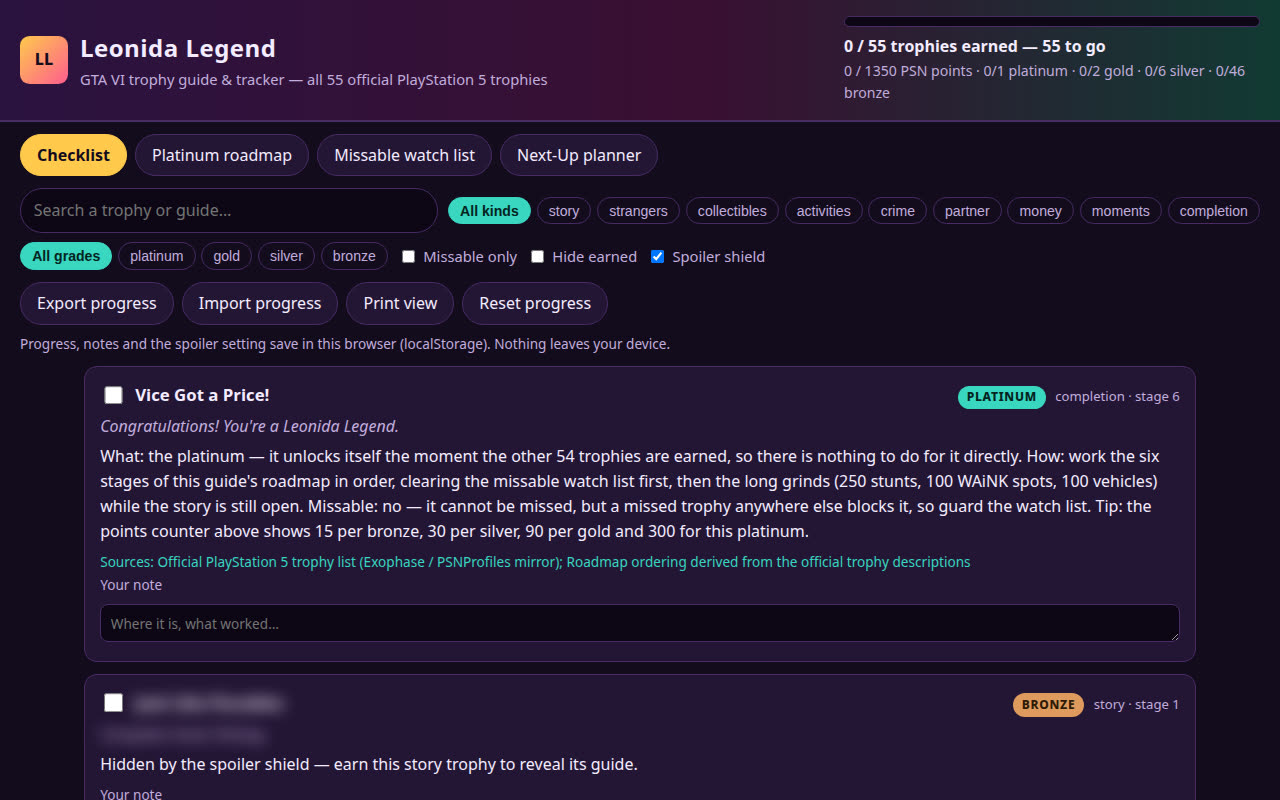 LL
Leonida Legend
GTA VI trophy guide & tracker — all 55 official PlayStation 5 trophies
0 / 55 trophies earned — 55 to go
0 / 1350 PSN points · 0/1 platinum · 0/2 gold · 0/6 silver · 0/46
bronze
Checklist Platinum roadmap Missable watch list Next-Up planner
Search a trophy or guide... All kinds story strangers collectibles activities crime partner money moments completion
All grades platinum gold silver bronze Missable only Hide earned Spoiler shield
Export progress Import progress Print view Reset progress
Progress, notes and the spoiler setting save in this browser (localStorage). Nothing leaves your device.
Vice Got a Price! PLATINUM completion · stage 6
Congratulations! You're a Leonida Legend.
What: the platinum — it unlocks itself the moment the other 54 trophies are earned, so there is nothing to do for it directly. How: work the six
stages of this guide's roadmap in order, clearing the missable watch list first, then the long grinds (250 stunts, 100 WAiNK spots, 100 vehicles)
while the story is still open. Missable: no — it cannot be missed, but a missed trophy anywhere else blocks it, so guard the watch list. Tip: the
points counter above shows 15 per bronze, 30 per silver, 90 per gold and 300 for this platinum.
Sources: Official PlayStation 5 trophy list (Exophase / PSNProfiles mirror); Roadmap ordering derived from the official trophy descriptions
Your note
Where it is, what worked...
BRONZE story · stage 1
Hidden by the spoiler shield — earn this story trophy to reveal its guide.
Your note